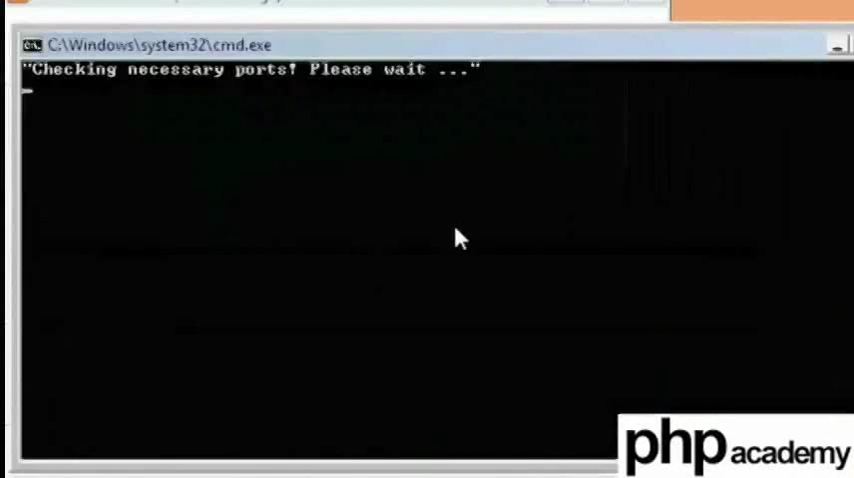 C:\Windows\system32\cmd.exe
"Checking necessary ports! Please wait ..."
php academy